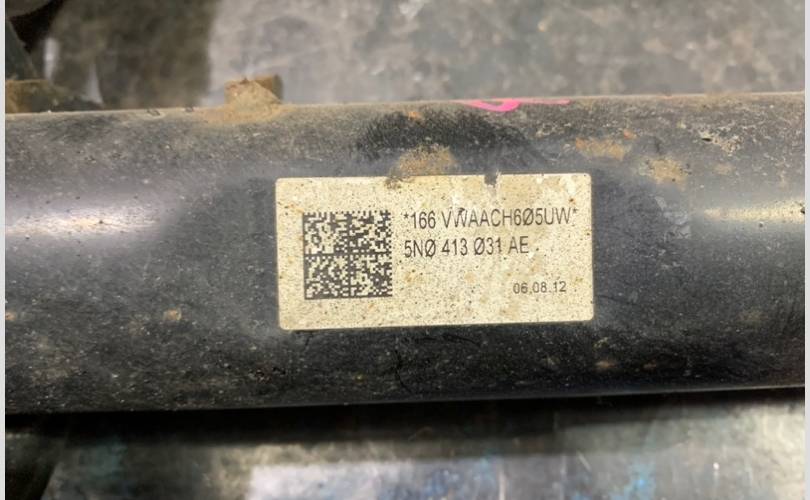 *166 VWAACH6Ø5UW*
5NØ 413 Ø31 AE
06.08.12